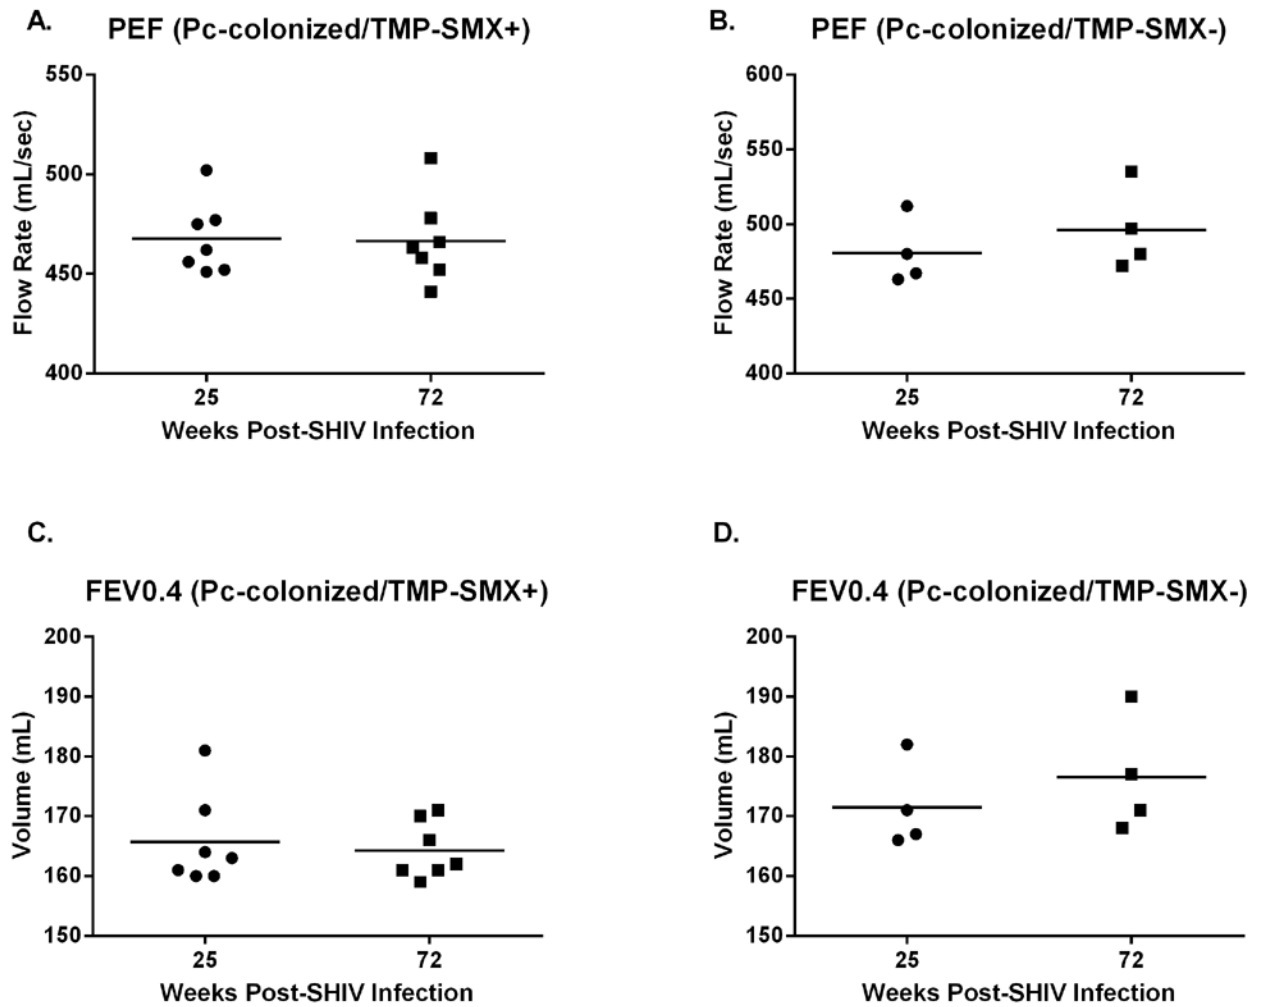 A.
PEF (Pc-colonized/TMP-SMX+)
Flow Rate (mL/sec)
550
500
450
400
25
72
Weeks Post-SHIV Infection
B.
PEF (Pc-colonized/TMP-SMX-)
Flow Rate (mL/sec)
600
550
500
450
400
25
72
Weeks Post-SHIV Infection
C.
FEV0.4 (Pc-colonized/TMP-SMX+)
Volume (mL)
200
190
180
170
160
150
25
72
Weeks Post-SHIV Infection
D.
FEV0.4 (Pc-colonized/TMP-SMX-)
Volume (mL)
200
190
180
170
160
150
25
72
Weeks Post-SHIV Infection